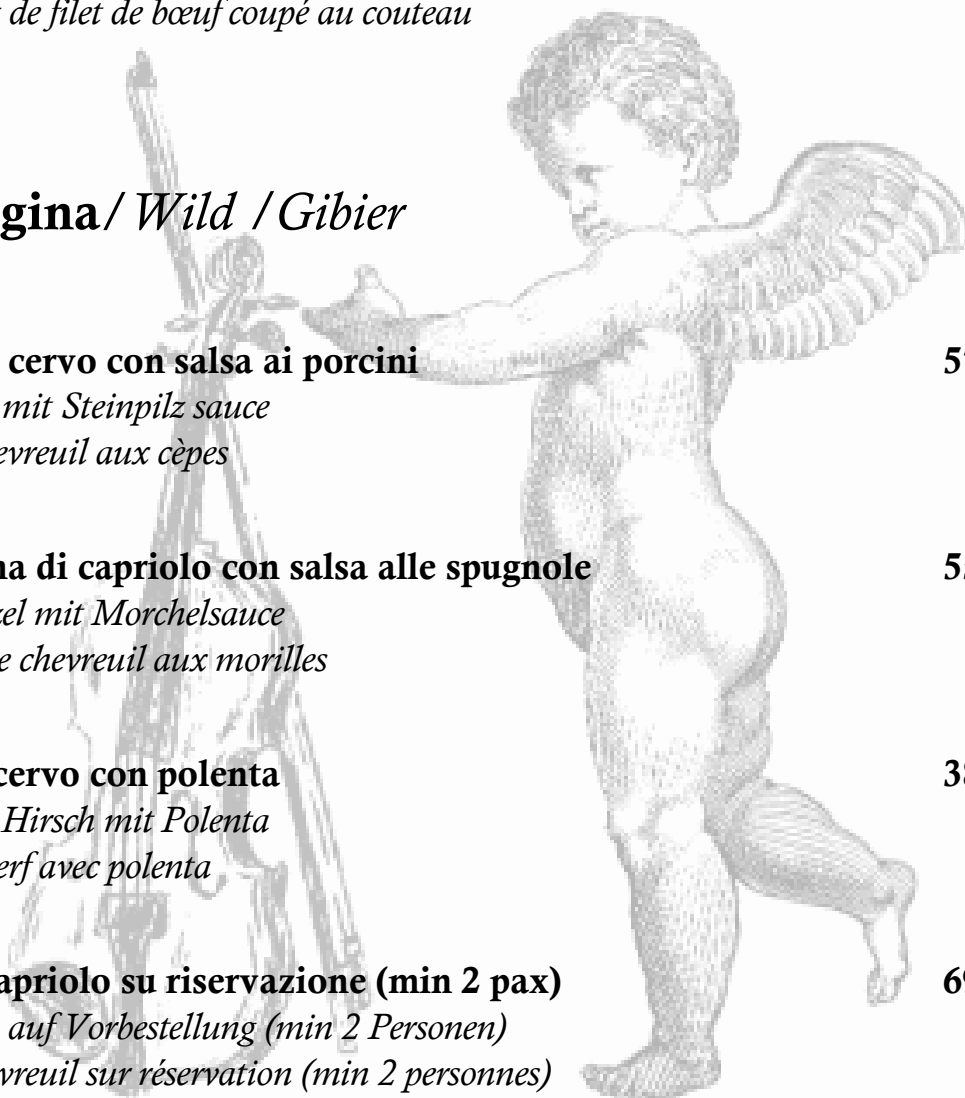 de filet de bœuf coupé au couteau
gina/ Wild / Gibier
cervo con salsa ai porcini
mit Steinpilz sauce
evreuil aux cèpes
na di capriolo con salsa alle spugnole
zel mit Morchelsauce
e chevreuil aux morilles
cervo con polenta
Hirsch mit Polenta
erf avec polenta
capriolo su riservazione (min 2 pax)
auf Vorbestellung (min 2 Personen)
vreuil sur réservation (min 2 personnes)